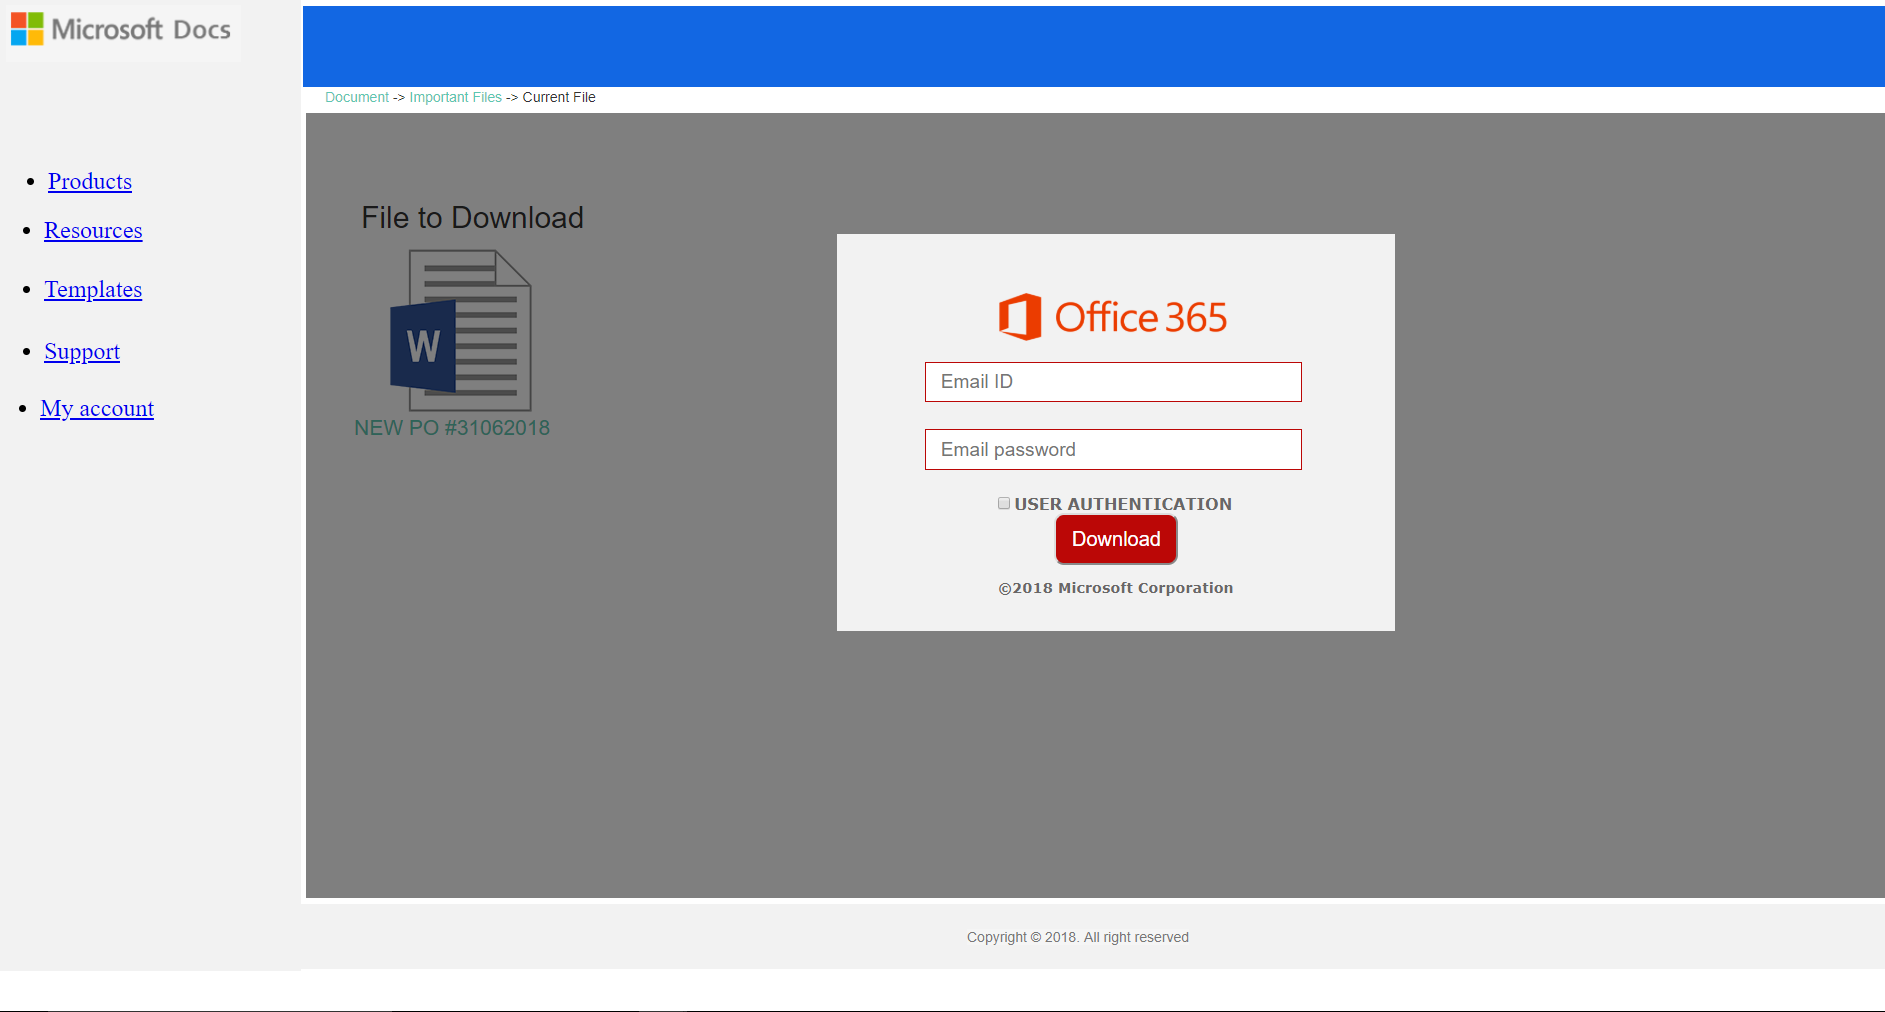 Microsoft Docs
Document -> Important Files -> Current File
Products
Resources
Templates
Support
My account
File to Download
W
NEW PO #31062018
Office 365
Email ID
Email password
USER AUTHENTICATION
Download
©2018 Microsoft Corporation
Copyright © 2018. All right reserved